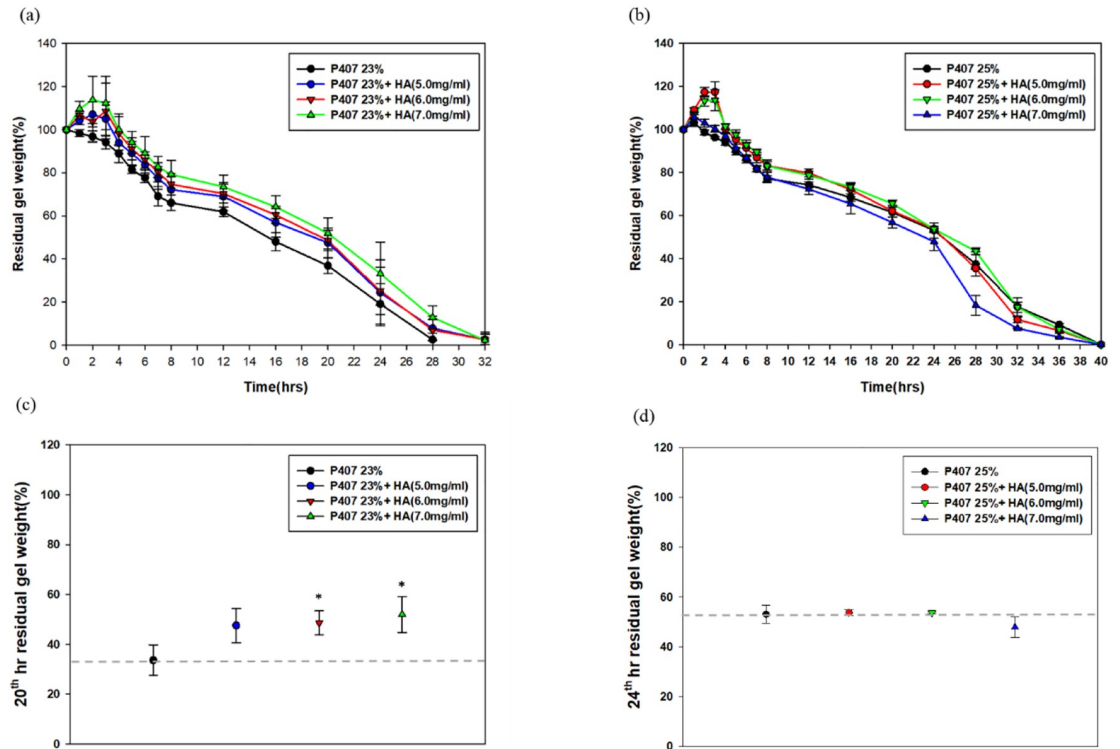 (a)
(b)
140
120
100
80
60
40
20
0
Residual gel weight(%)
P407 23%
P407 23%+ HA(5.0mg/ml)
P407 23%+ HA(6.0mg/ml)
P407 23%+ HA(7.0mg/ml)
0 2 4 6 8 10 12 14 16 18 20 22 24 26 28 30 32
Time(hrs)
140
120
100
80
60
40
20
0
Residual gel weight(%)
P407 25%
P407 25%+ HA(5.0mg/ml)
P407 25%+ HA(6.0mg/ml)
P407 25%+ HA(7.0mg/ml)
0 2 4 6 8 10 12 14 16 18 20 22 24 26 28 30 32 34 36 38 40
Time(hrs)
(c)
(d)
120
100
80
60
40
20
0
20th hr residual gel weight(%)
P407 23%
P407 23%+ HA(5.0mg/ml)
P407 23%+ HA(6.0mg/ml)
P407 23%+ HA(7.0mg/ml)
* *
120
100
80
60
40
20
0
24th hr residual gel weight(%)
P407 25%
P407 25%+ HA(5.0mg/ml)
P407 25%+ HA(6.0mg/ml)
P407 25%+ HA(7.0mg/ml)